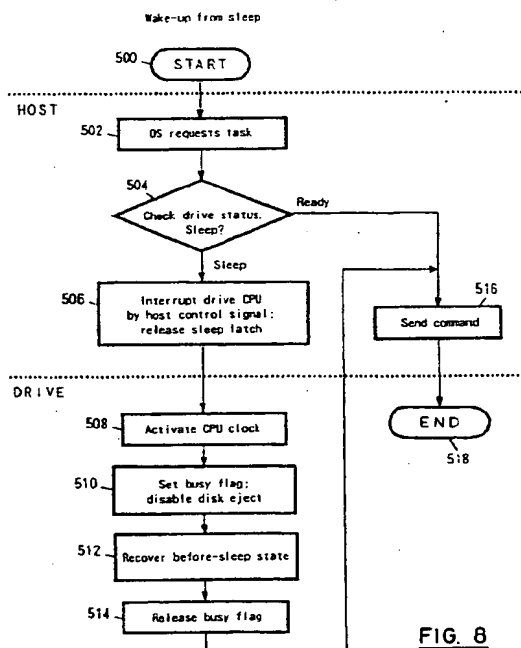 Wake-up from sleep
500
START
HOST
502
OS requests task
504
Check drive status.
Sleep?
Ready
Sleep
506
Interrupt drive CPU
by host control signal;
release sleep latch
516
Send command
END
518
DRIVE
508
Activate CPU clock
510
Set busy flag;
disable disk eject
512
Recover before-sleep state
514
Release busy flag
FIG. 8